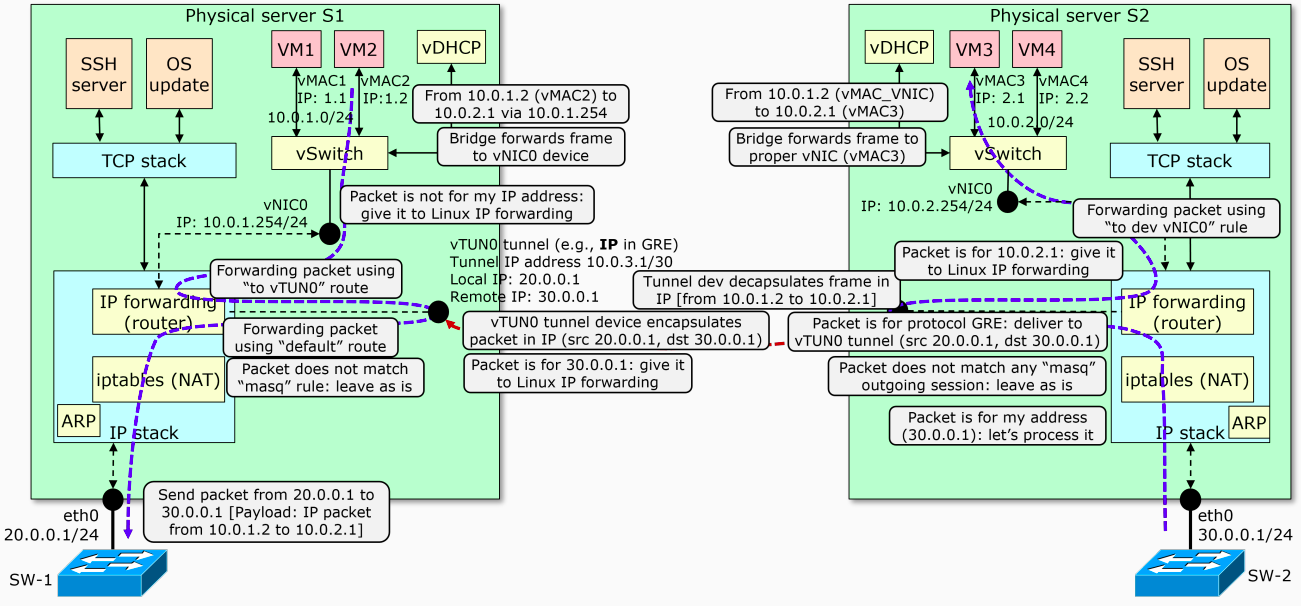 Physical server S1
SSH
server
OS
update
VM1
VM2
vDHCP
vMAC1
IP: 1.1
vMAC2
IP:1.2
10.0.1.0/24
From 10.0.1.2 (vMAC2) to
10.0.2.1 via 10.0.1.254
Bridge forwards frame
to vNIC0 device
TCP stack
vSwitch
Packet is not for my IP address:
give it to Linux IP forwarding
vNIC0
IP: 10.0.1.254/24
vTUN0 tunnel (e.g., IP in GRE)
Tunnel IP address 10.0.3.1/30
Local IP: 20.0.0.1
Remote IP: 30.0.0.1
Forwarding packet using
“to vTUN0” route
IP forwarding
(router)
Forwarding packet
using “default” route
vTUN0 tunnel device encapsulates
packet in IP (src 20.0.0.1, dst 30.0.0.1)
Packet does not match
“masq” rule: leave as is
Packet is for 30.0.0.1: give it
to Linux IP forwarding
iptables (NAT)
ARP
IP stack
Send packet from 20.0.0.1 to
30.0.0.1 [Payload: IP packet
from 10.0.1.2 to 10.0.2.1]
eth0
20.0.0.1/24
SW-1
Physical server S2
vDHCP
VM3
VM4
SSH
server
OS
update
vMAC3
IP: 2.1
vMAC4
IP: 2.2
10.0.2.0/24
From 10.0.1.2 (vMAC_VNIC)
to 10.0.2.1 (vMAC3)
Bridge forwards frame to
proper vNIC (vMAC3)
vSwitch
TCP stack
vNIC0
IP: 10.0.2.254/24
Forwarding packet using
“to dev vNIC0” rule
Packet is for 10.0.2.1: give it
to Linux IP forwarding
Tunnel dev decapsulates frame in
IP [from 10.0.1.2 to 10.0.2.1]
IP forwarding
(router)
Packet is for protocol GRE: deliver to
vTUN0 tunnel (src 20.0.0.1, dst 30.0.0.1)
Packet does not match any “masq”
outgoing session: leave as is
iptables (NAT)
Packet is for my address
(30.0.0.1): let’s process it
ARP
IP stack
eth0
30.0.0.1/24
SW-2